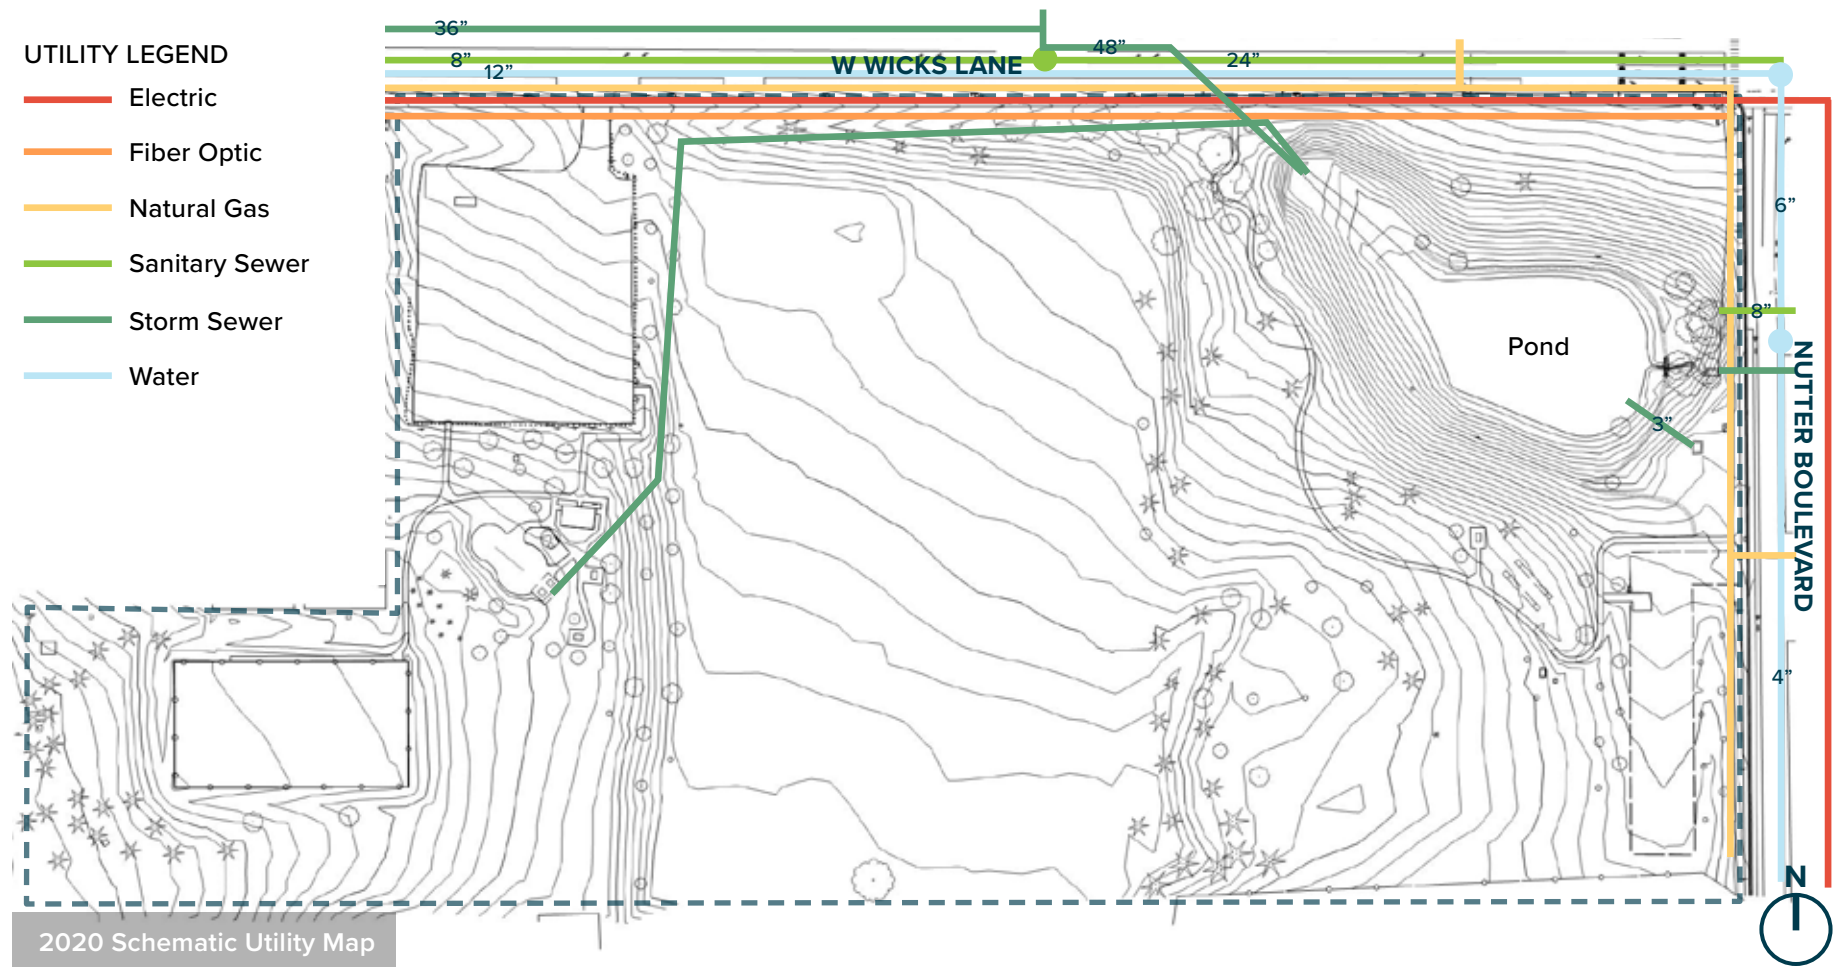 UTILITY LEGEND
Electric
Fiber Optic
Natural Gas
Sanitary Sewer
Storm Sewer
Water
36”
8”
12”
W WICKS LANE
48”
24”
6”
8”
Pond
3”
NUTTER BOULEVARD
4”
N
2020 Schematic Utility Map